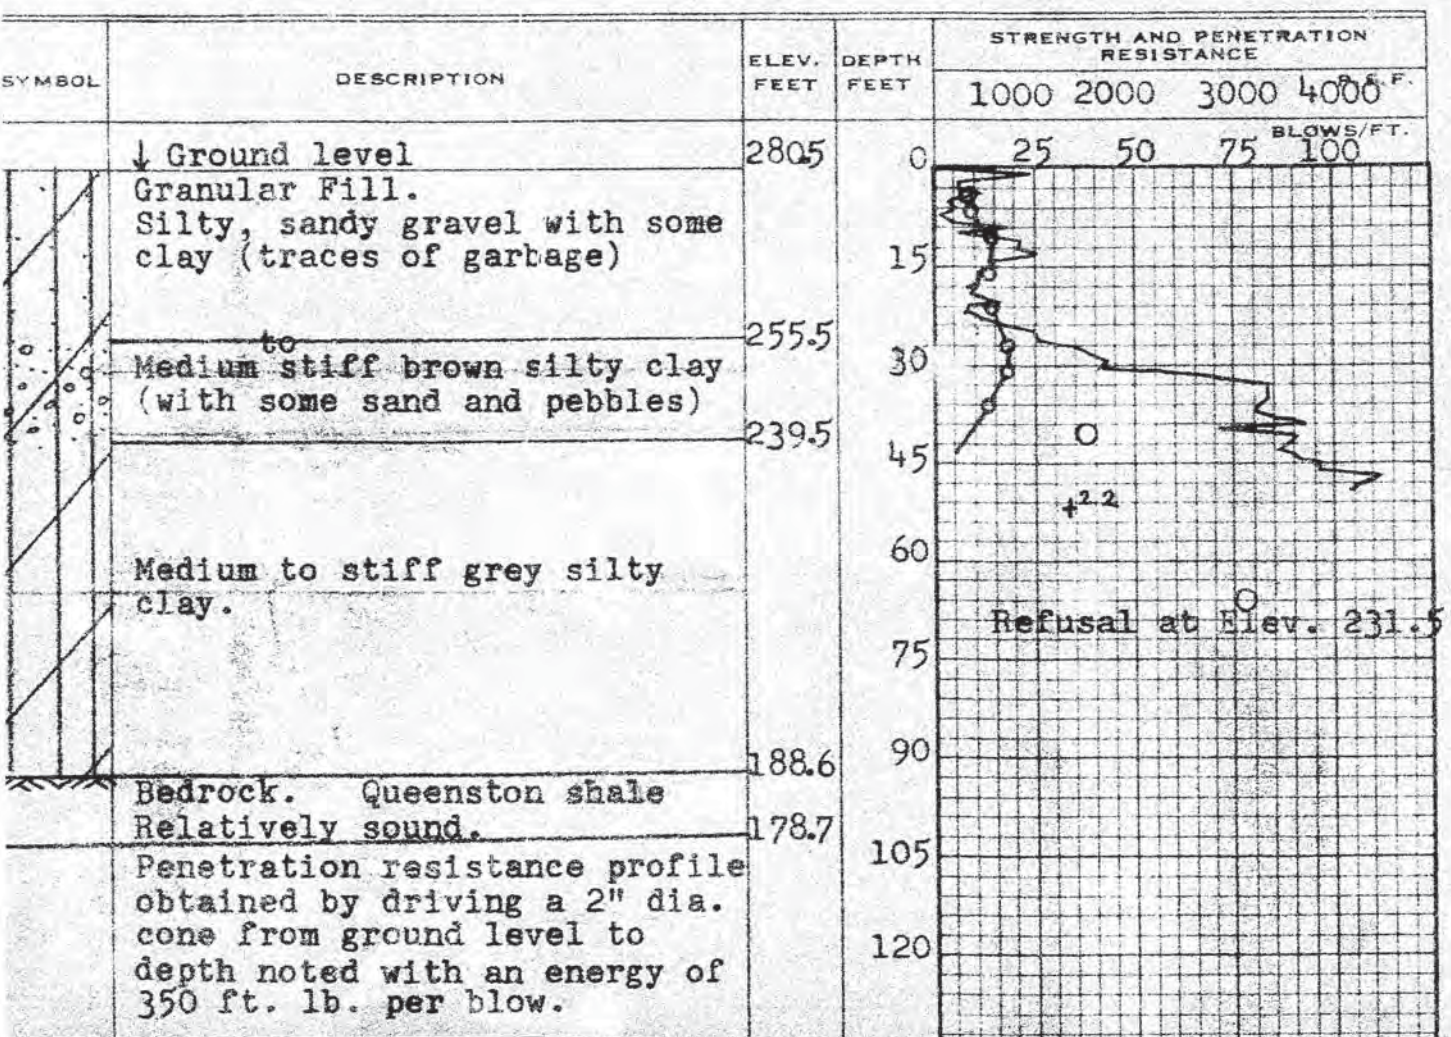 SYMBOL DESCRIPTION ELEV. FEET DEPTH FEET STRENGTH AND PENETRATION RESISTANCE
P.S.F.
1000 2000 3000 4000
BLOWS/FT.
0 25 50 75 100
↓ Ground level 280.5
Granular Fill.
Silty, sandy gravel with some
clay (traces of garbage)
15
255.5
to
Medium stiff brown silty clay
30
(with some sand and pebbles)
239.5
45
+2.2
60
Medium to stiff grey silty
clay.
Refusal at Elev. 231.5
75
90
188.6
Bedrock. Queenston shale
Relatively sound. 178.7
105
Penetration resistance profile
obtained by driving a 2" dia.
cone from ground level to
120
depth noted with an energy of
350 ft. lb. per blow.